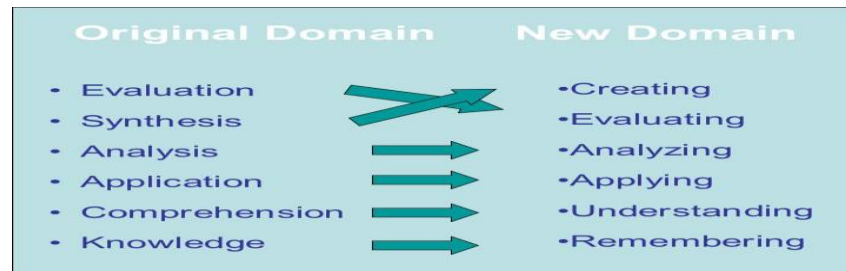 Original Domain New Domain
• Evaluation •Creating
• Synthesis •Evaluating
• Analysis •Analyzing
• Application •Applying
• Comprehension •Understanding
• Knowledge •Remembering